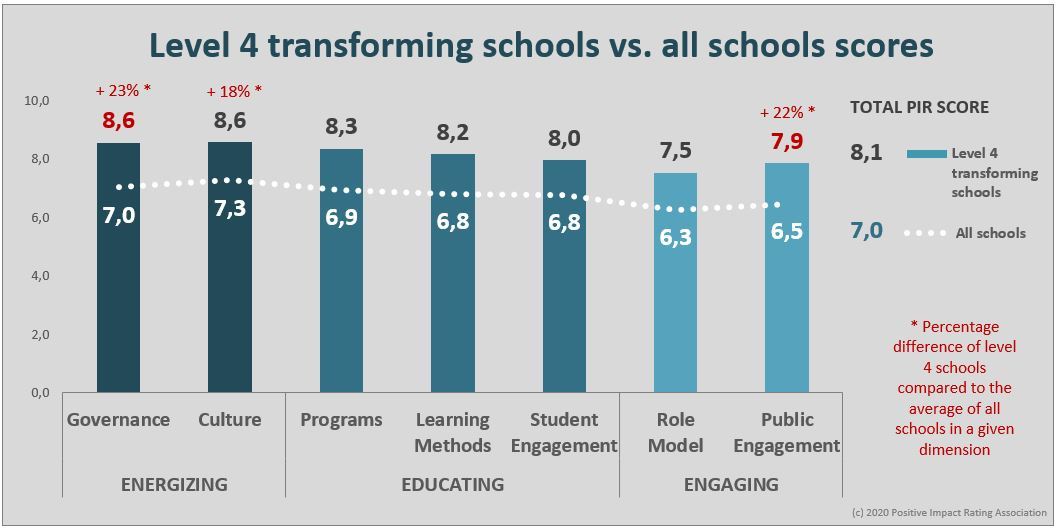 Level 4 transforming schools vs. all schools scores
+ 23% *
+ 18% *
+ 22% *
10,0
8,0
6,0
4,0
2,0
0,0
8,6
8,6
8,3
8,2
8,0
7,5
7,9
7,0
7,3
6,9
6,8
6,8
6,3
6,5
Governance
Culture
Programs
Learning
Methods
Student
Engagement
Role
Model
Public
Engagement
ENERGIZING
EDUCATING
ENGAGING
TOTAL PIR SCORE
8,1
Level 4
transforming
schools
7,0
All schools
* Percentage
difference of level
4 schools
compared to the
average of all
schools in a given
dimension
(c) 2020 Positive Impact Rating Association